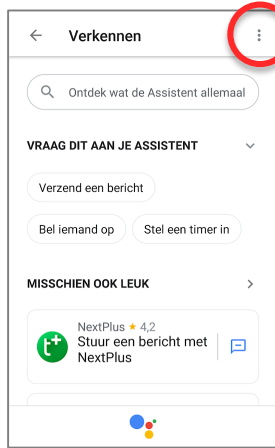 Verkennen
Ontdek wat de Assistent allemaal
VRAAG DIT AAN JE ASSISTENT
Verzend een bericht
Bel iemand op
Stel een timer in
MISSCHIEN OOK LEUK
NextPlus ★ 4,2
Stuur een bericht met
NextPlus